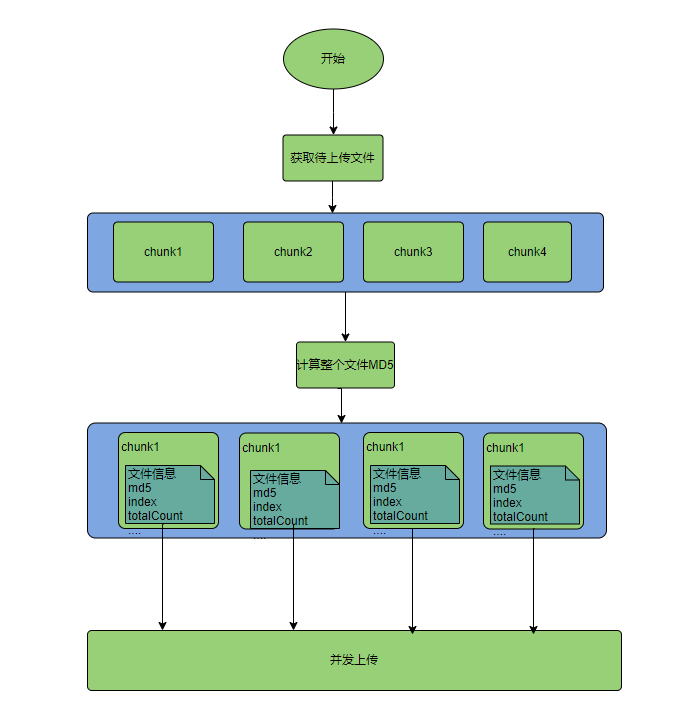 开始
获取待上传文件
chunk1
chunk2
chunk3
chunk4
计算整个文件MD5
chunk1
文件信息
md5
index
totalCount
....
chunk1
文件信息
md5
index
totalCount
....
chunk1
文件信息
md5
index
totalCount
....
chunk1
文件信息
md5
index
totalCount
....
并发上传